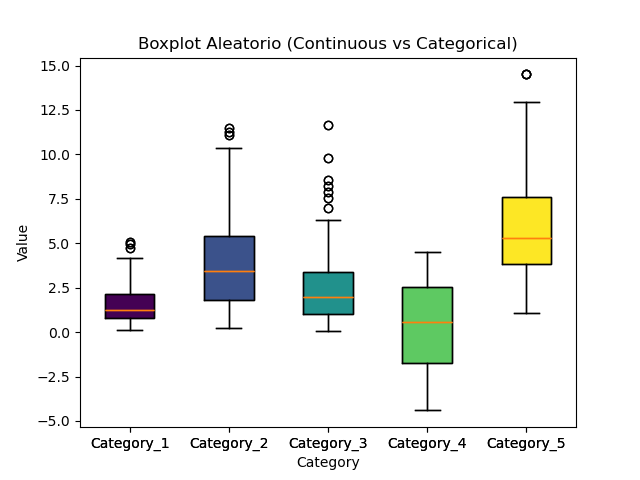 Boxplot Aleatorio (Continuous vs Categorical)
15.0
12.5
10.0
7.5
5.0
2.5
0.0
−2.5
−5.0
Value
Category_1 Category_2 Category_3 Category_4 Category_5
Category